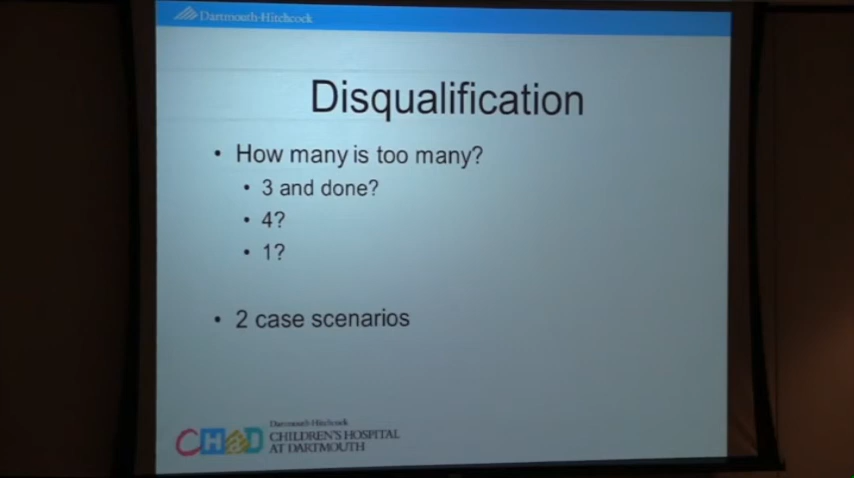 Dartmouth-Hitchcock
Disqualification
• How many is too many?
• 3 and done?
• 4?
• 1?
• 2 case scenarios
CH@D
Dartmouth-Hitchcock
CHILDREN'S HOSPITAL
AT DARTMOUTH